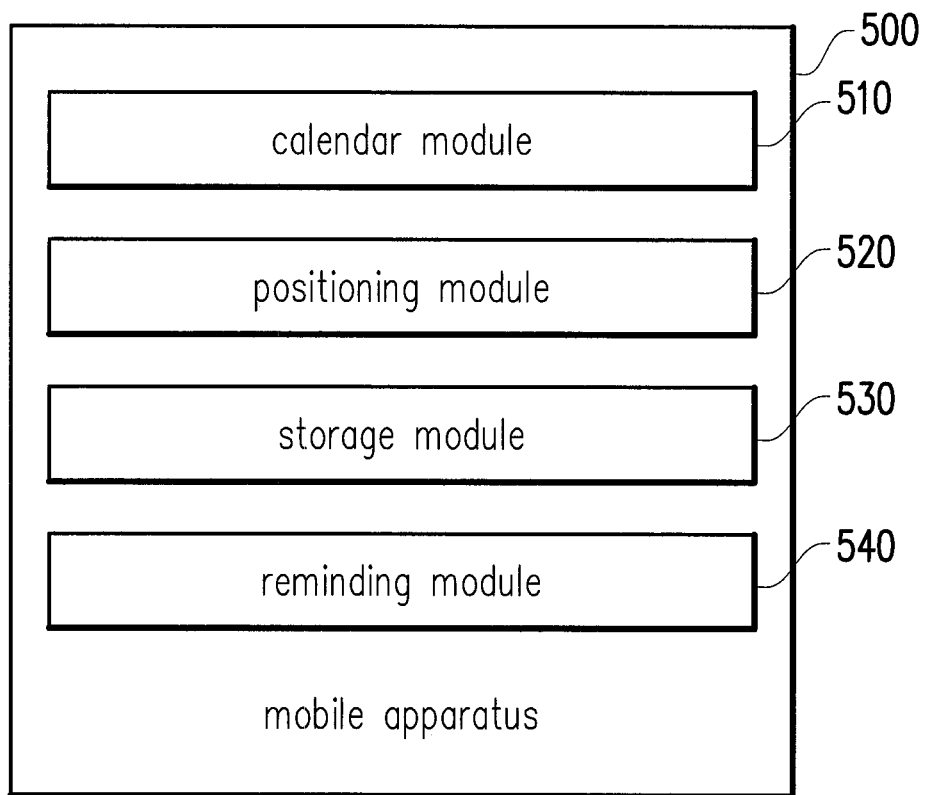 500
calendar module
510
positioning module
520
storage module
530
reminding module
540
mobile apparatus